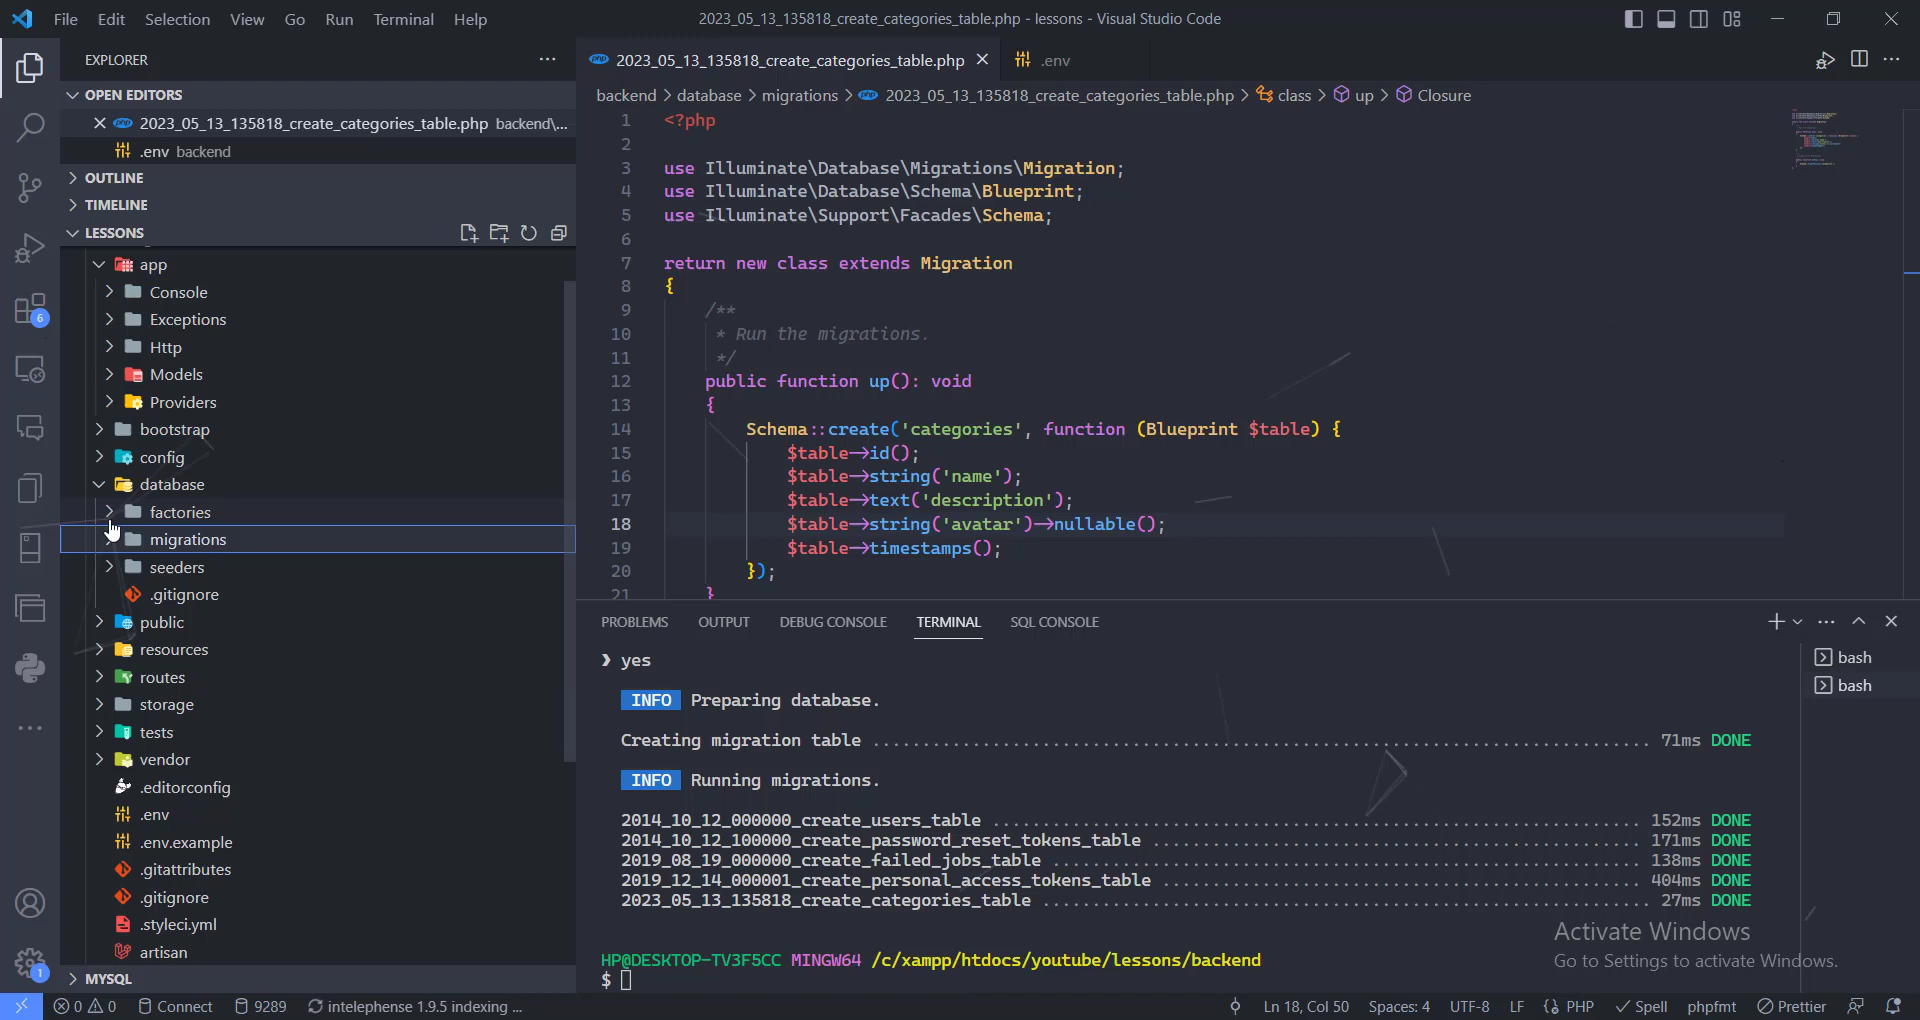 File Edit Selection View Go Run Terminal Help
2023_05_13_135818_create_categories_table.php - lessons - Visual Studio Code
EXPLORER
OPEN EDITORS
2023_05_13_135818_create_categories_table.php backend\...
.env backend
OUTLINE
TIMELINE
LESSONS
app
Console
Exceptions
Http
Models
Providers
bootstrap
config
database
factories
migrations
seeders
.gitignore
public
resources
routes
storage
tests
vendor
.editorconfig
.env
.env.example
.gitattributes
.gitignore
.styleci.yml
artisan
MYSQL
6
1
2023_05_13_135818_create_categories_table.php
.env
backend > database > migrations > 2023_05_13_135818_create_categories_table.php > class > up > Closure
1 <?php
2
3 use Illuminate\Database\Migrations\Migration;
4 use Illuminate\Database\Schema\Blueprint;
5 use Illuminate\Support\Facades\Schema;
6
7 return new class extends Migration
8 {
9 /**
10 * Run the migrations.
11 */
12 public function up(): void
13 {
14 Schema::create('categories', function (Blueprint $table) {
15 $table->id();
16 $table->string('name');
17 $table->text('description');
18 $table->string('avatar')->nullable();
19 $table->timestamps();
20 });
21 }
PROBLEMS OUTPUT DEBUG CONSOLE TERMINAL SQL CONSOLE
bash
bash
❯ yes
INFO Preparing database.
Creating migration table ........................................................................ 71ms DONE
INFO Running migrations.
2014_10_12_000000_create_users_table ........................................................................ 152ms DONE
2014_10_12_100000_create_password_reset_tokens_table ........................................................................ 171ms DONE
2019_08_19_000000_create_failed_jobs_table ........................................................................ 138ms DONE
2019_12_14_000001_create_personal_access_tokens_table ........................................................................ 404ms DONE
2023_05_13_135818_create_categories_table ........................................................................ 27ms DONE
HP@DESKTOP-TV3F5CC MINGW64 /c/xampp/htdocs/youtube/lessons/backend
$
Activate Windows
Go to Settings to activate Windows.
0 0 Connect 9289 intelephense 1.9.5 indexing ...
Ln 18, Col 50 Spaces: 4 UTF-8 LF {} PHP Spell phpfmt Prettier